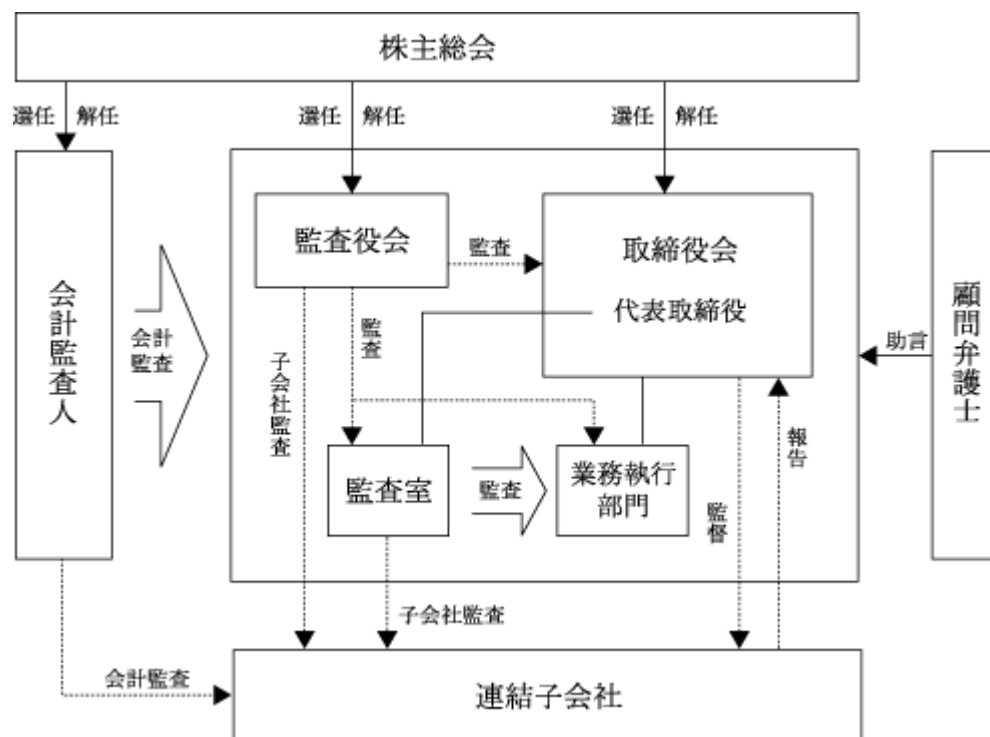 株主総会
選任
解任
選任
解任
選任
解任
会計監査人
会計
監査
監査役会
監査
取締役会
代表取締役
監査
子会社監査
監査室
監査
業務執行
部門
助言
顧問弁護士
監督
報告
子会社監査
会計監査
連結子会社